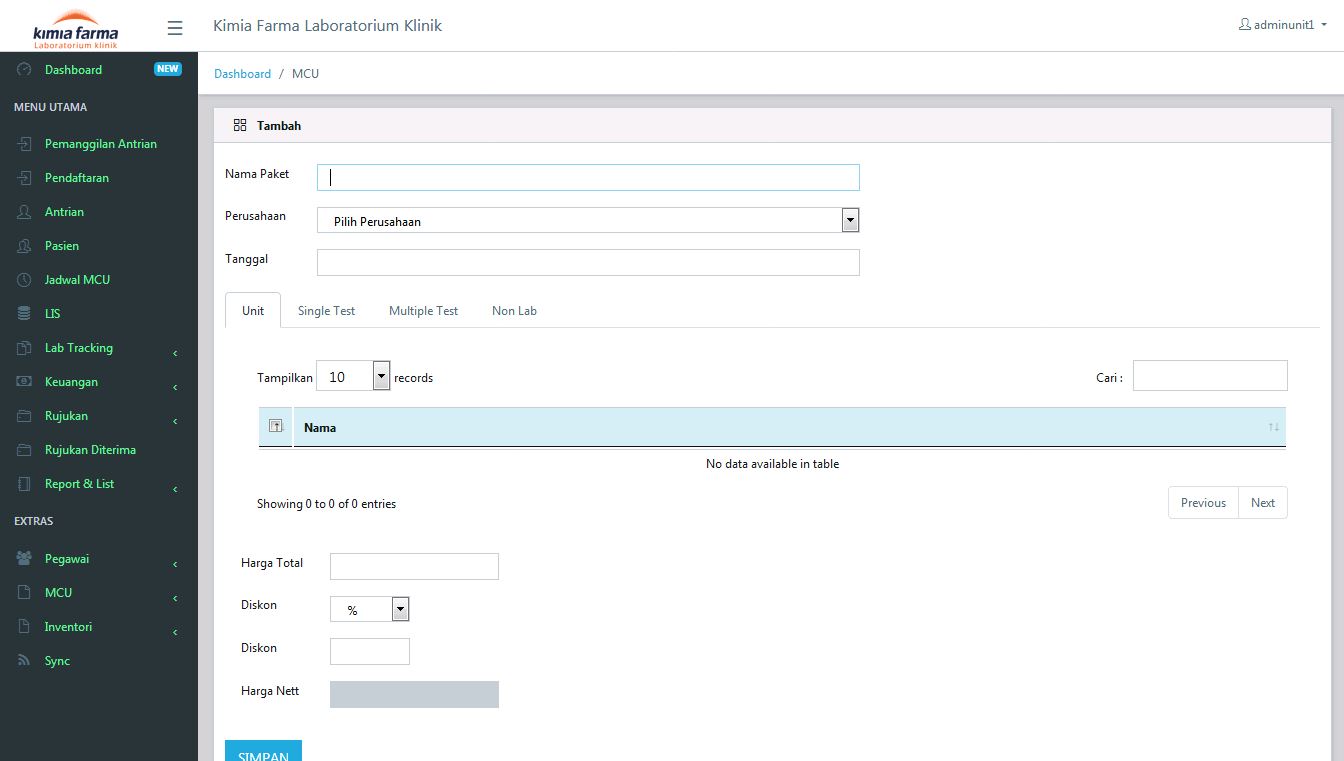 kimia farma
Laboratorium klinik
Kimia Farma Laboratorium Klinik
adminunit1
Dashboard NEW
MENU UTAMA
Pemanggilan Antrian
Pendaftaran
Antrian
Pasien
Jadwal MCU
LIS
Lab Tracking
Keuangan
Rujukan
Rujukan Diterima
Report & List
EXTRAS
Pegawai
MCU
Inventori
Sync
Dashboard / MCU
Tambah
Nama Paket
Perusahaan Pilih Perusahaan
Tanggal
Unit Single Test Multiple Test Non Lab
Tampilkan 10 records Cari :
Nama
No data available in table
Showing 0 to 0 of 0 entries Previous Next
Harga Total
Diskon %
Diskon
Harga Nett
SIMPAN